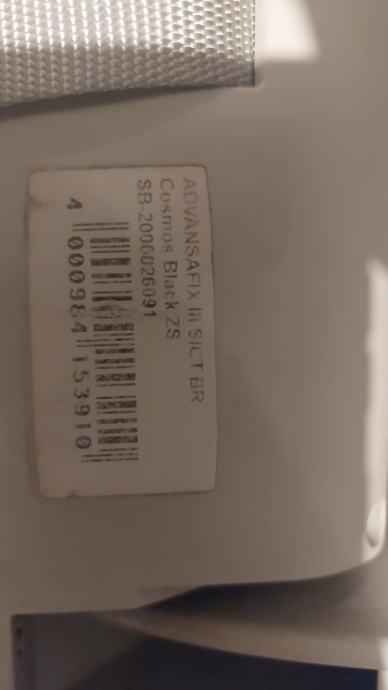 ADVANSAFIX III SICT BR
Cosmos Black ZS
SB-2000026091
4 000984 153910